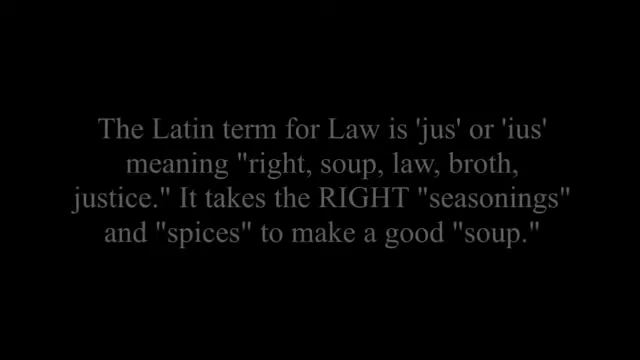 The Latin term for Law is 'jus' or 'ius'
meaning "right, soup, law, broth,
justice." It takes the RIGHT "seasonings"
and "spices" to make a good "soup."